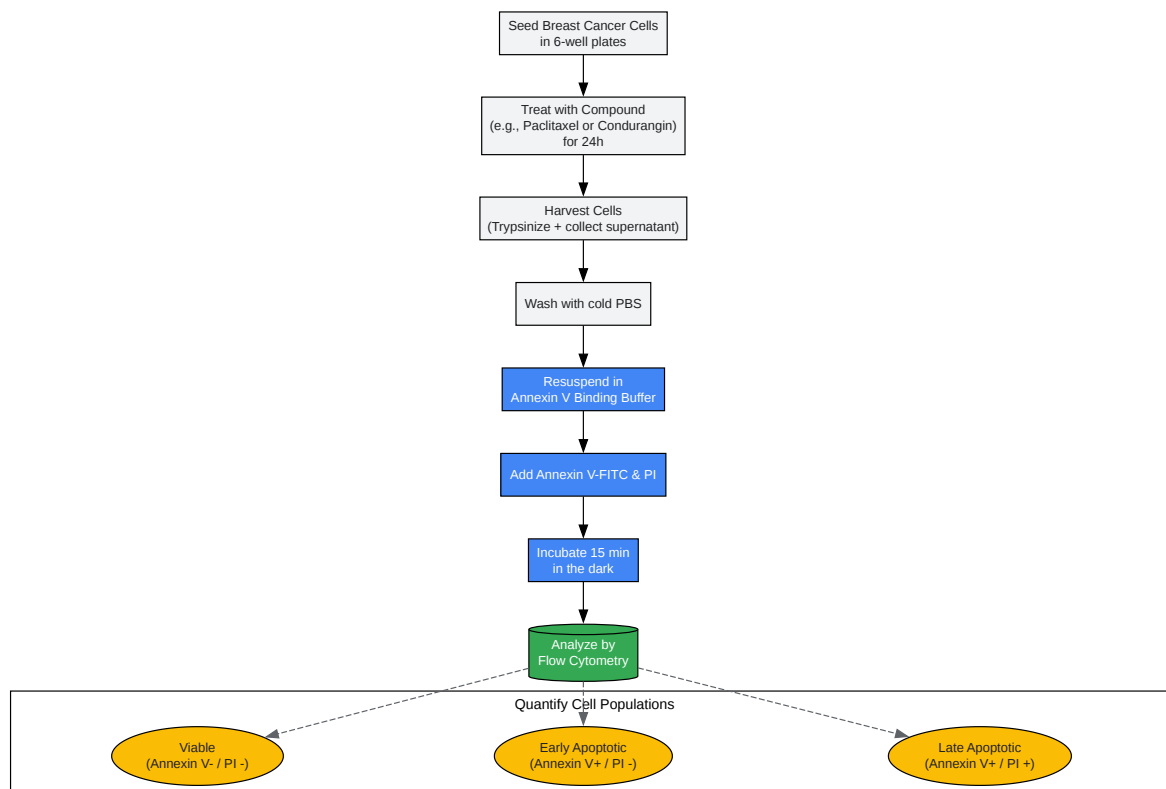 Seed Breast Cancer Cells
in 6-well plates
Treat with Compound
(e.g., Paclitaxel or Condurangin)
for 24h
Harvest Cells
(Trypsinize + collect supernatant)
Wash with cold PBS
Resuspend in
Annexin V Binding Buffer
Add Annexin V-FITC & PI
Incubate 15 min
in the dark
Analyze by
Flow Cytometry
Quantify Cell Populations
Viable
(Annexin V- / PI -)
Early Apoptotic
(Annexin V+ / PI -)
Late Apoptotic
(Annexin V+ / PI +)